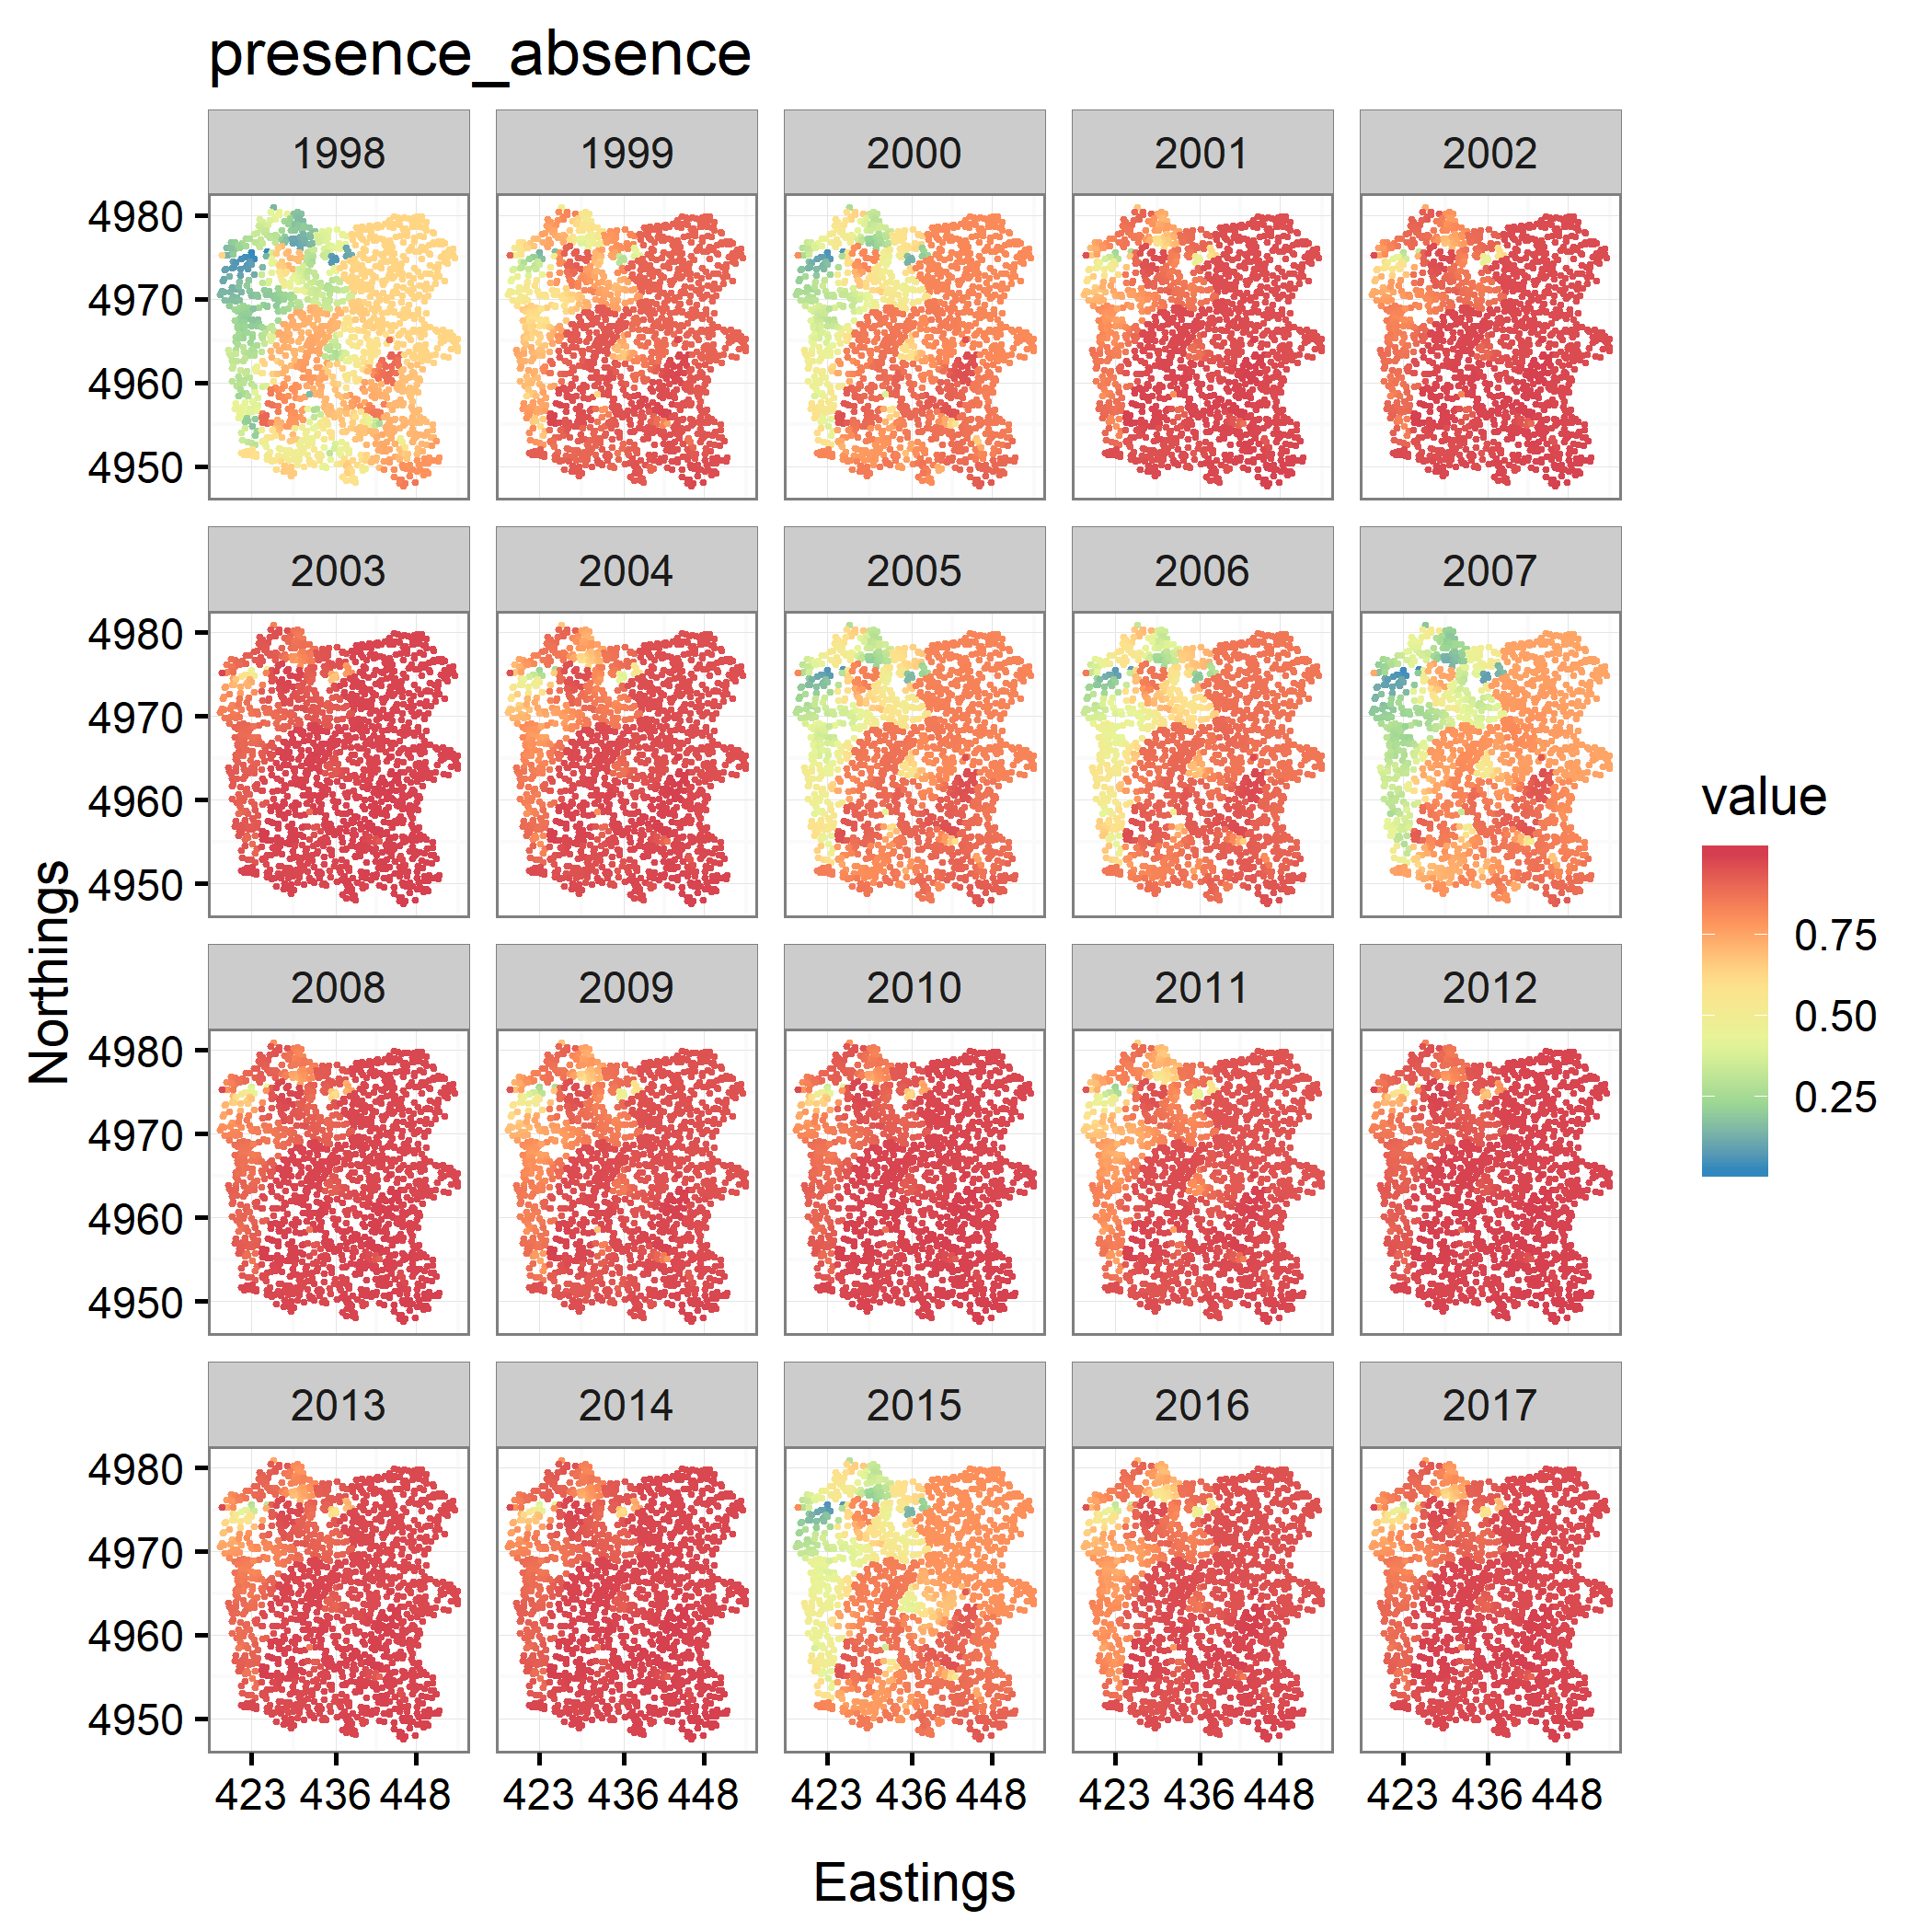 presence_absence
1998 1999 2000 2001 2002
4980
4970
4960
4950
2003 2004 2005 2006 2007
4980
4970
4960
4950
2008 2009 2010 2011 2012
4980
4970
4960
4950
2013 2014 2015 2016 2017
4980
4970
4960
4950
423 436 448 423 436 448 423 436 448 423 436 448 423 436 448
Eastings
Northings
value
0.75
0.50
0.25